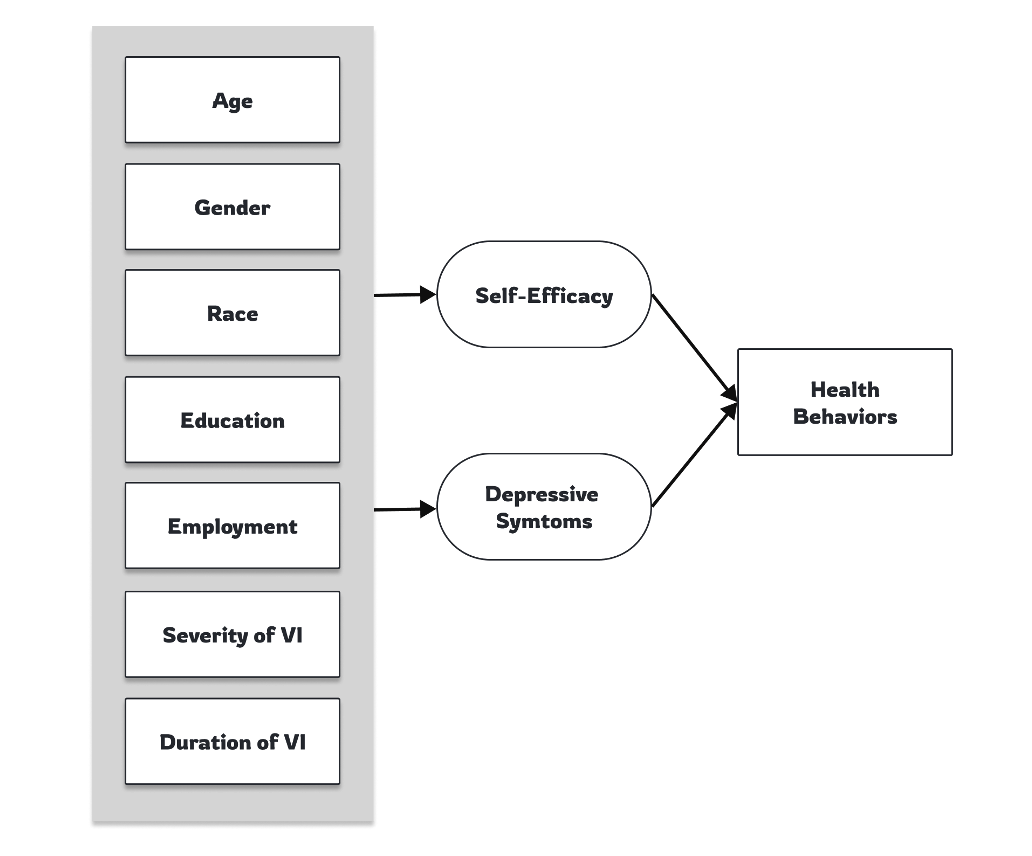 Age
Gender
Race
Education
Employment
Severity of VI
Duration of VI
Self-Efficacy
Depressive
Symtoms
Health
Behaviors